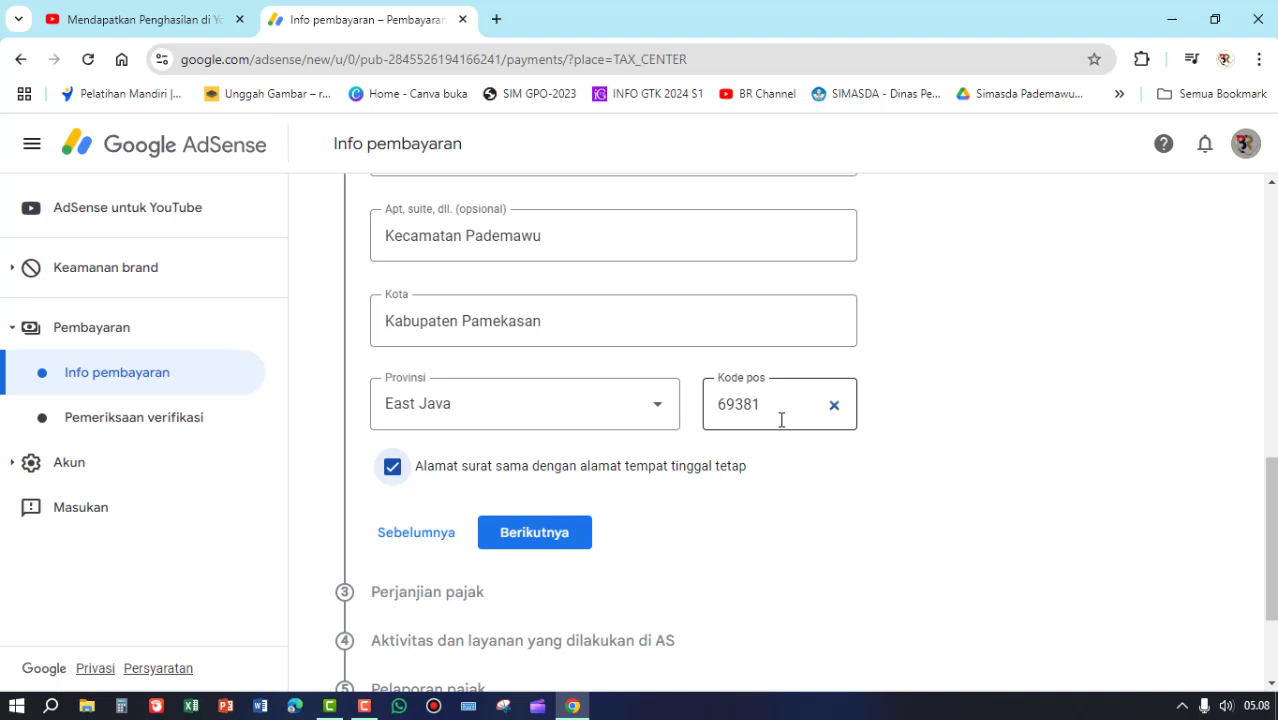 Mendapatkan Penghasilan di Yo
Info pembayaran – Pembayaran
google.com/adsense/new/u/0/pub-2845526194166241/payments/?place=TAX_CENTER
Pelatihan Mandiri |...
Unggah Gambar – r...
Home - Canva buka
SIM GPO-2023
INFO GTK 2024 S1
BR Channel
SIMASDA - Dinas Pe...
Simasda Pademawu...
Semua Bookmark
Google AdSense
Info pembayaran
AdSense untuk YouTube
Keamanan brand
Pembayaran
Info pembayaran
Pemeriksaan verifikasi
Akun
Masukan
Google Privasi Persyaratan
Apt, suite, dll. (opsional)
Kecamatan Pademawu
Kota
Kabupaten Pamekasan
Provinsi
East Java
Kode pos
69381
Alamat surat sama dengan alamat tempat tinggal tetap
Sebelumnya
Berikutnya
3 Perjanjian pajak
4 Aktivitas dan layanan yang dilakukan di AS
5 Pelaporan pajak
05.08